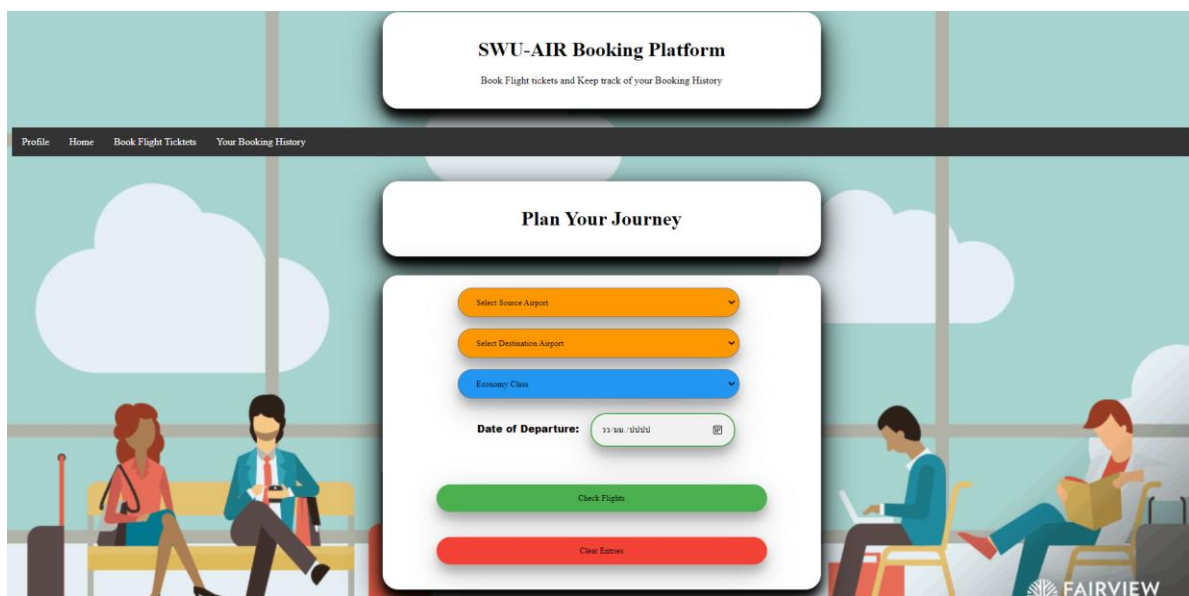 SWU-AIR Booking Platform
Book Flight tickets and Keep track of your Booking History
Profile Home Book Flight Ticktets Your Booking History
Plan Your Journey
Select Source Airport
Select Destination Airport
Economy Class
Date of Departure: วว/ดด/ปปปป
Check Flights
Clear Entries
FAIRVIEW